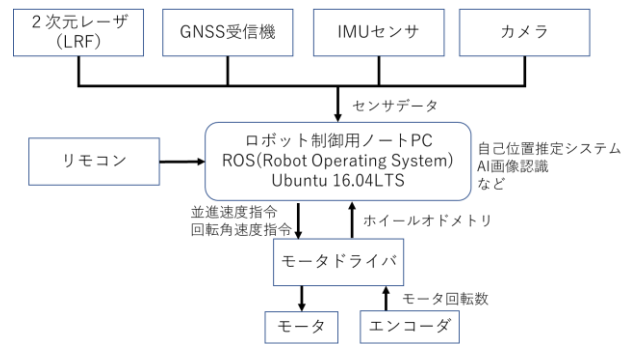 ２次元レーザ
(LRF)
GNSS受信機
IMUセンサ
カメラ
センサデータ
リモコン
ロボット制御用ノートPC
ROS(Robot Operating System)
Ubuntu 16.04LTS
自己位置推定システム
AI画像認識
など
並進速度指令
回転角速度指令
ホイールオドメトリ
モータドライバ
モータ回転数
モータ
エンコーダ